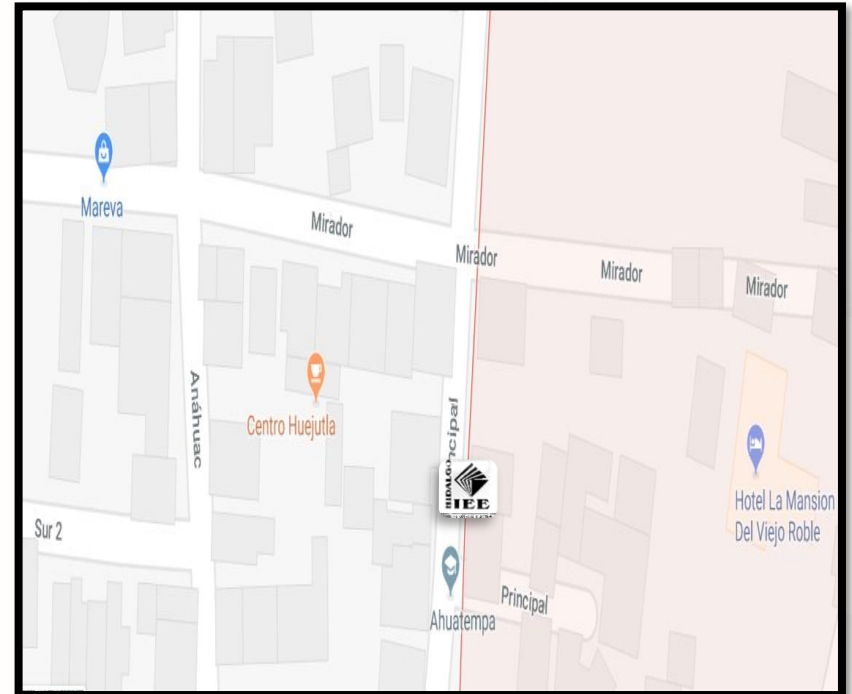 Mareva
Mirador
Mirador
Mirador
Mirador
Anáhuac
Centro Huejutla
HIDALGO
IEE
Hotel La Mansion
Del Viejo Roble
Sur 2
Principal
Ahuatempa